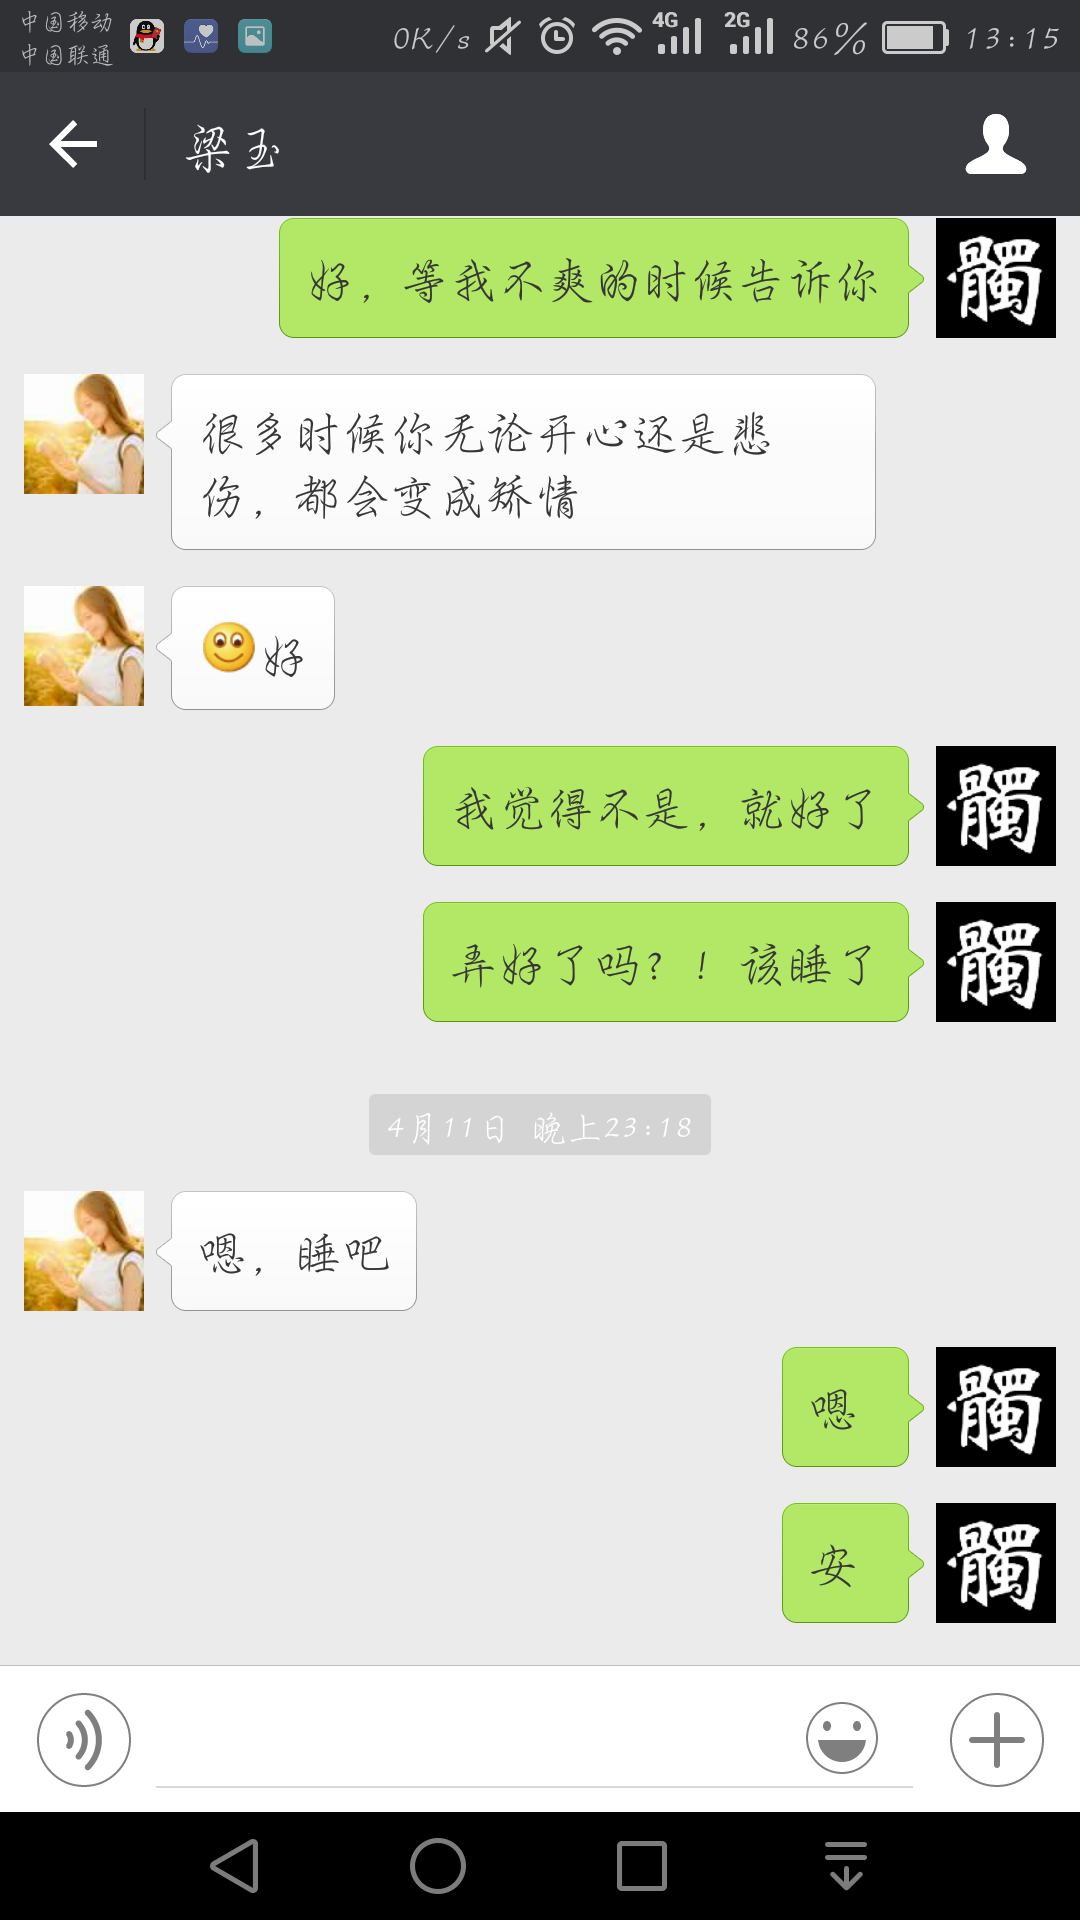 中国移动
中国联通
0K/s
4G
2G
86%
13:15
梁玉
好，等我不爽的时候告诉你
髑
很多时候你无论开心还是悲
伤，都会变成矫情
好
我觉得不是，就好了
髑
弄好了吗？！该睡了
髑
4月11日 晚上23:18
嗯，睡吧
嗯
髑
安
髑